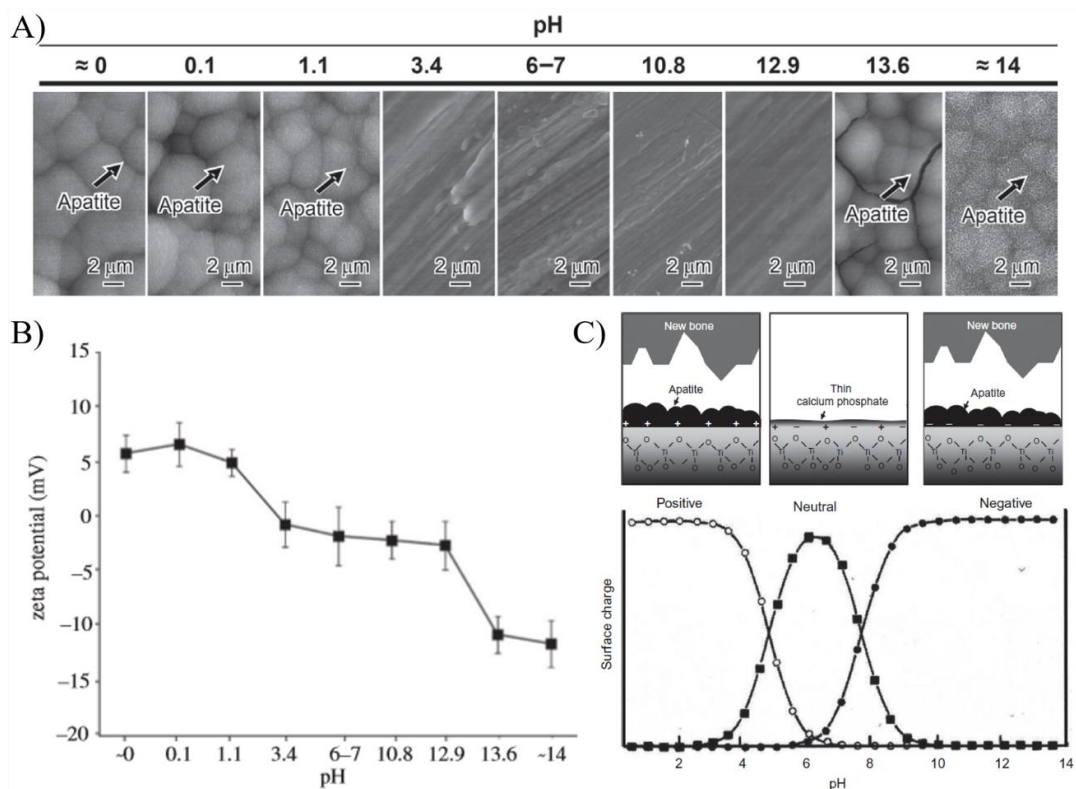 A)
pH
≈ 0 0.1 1.1 3.4 6–7 10.8 12.9 13.6 ≈ 14
Apatite Apatite Apatite Apatite Apatite
2 μm 2 μm 2 μm 2 μm 2 μm 2 μm 2 μm 2 μm 2 μm
B)
15
10
5
0
–5
–10
–15
–20
zeta potential (mV)
~0 0.1 1.1 3.4 6–7 10.8 12.9 13.6 ~14
pH
C)
New bone
Apatite
Thin
calcium phosphate
New bone
Apatite
+ + + + + +
+ – + – + –
– – – – – –
O O O O O O O
Ti Ti Ti Ti
Positive Neutral Negative
Surface charge
2 4 6 8 10 12 14
pH